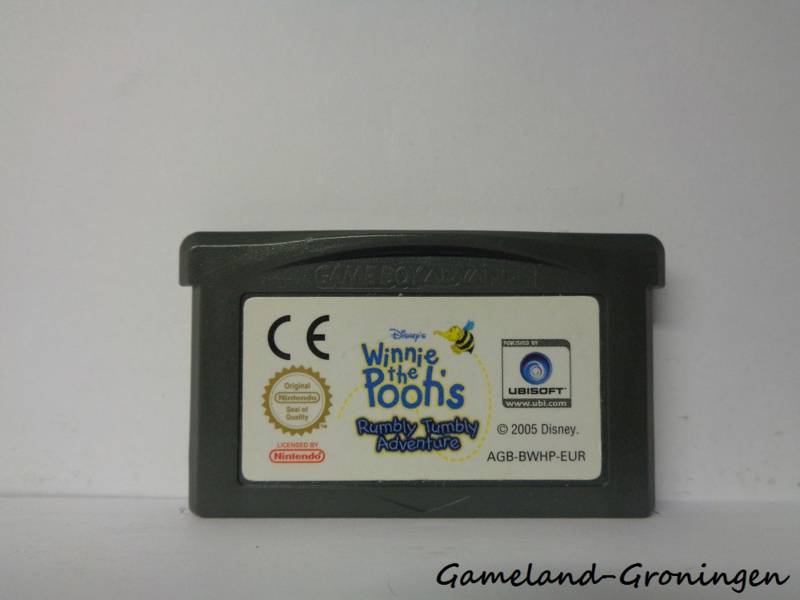 GAME BOY ADVANCE
CE
Disney's
Winnie
the
Pooh's
Rumbly Tumbly
Adventure
PUBLISHED BY
UBISOFT
www.ubi.com
Original
Nintendo
Seal of
Quality
TM
LICENSED BY
Nintendo
© 2005 Disney.
AGB-BWHP-EUR
Gameland-Groningen